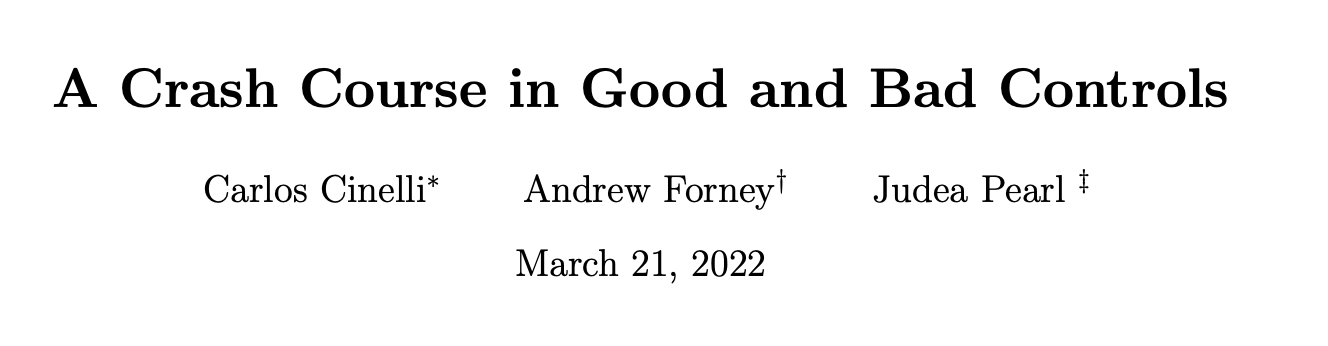 A Crash Course in Good and Bad Controls
Carlos Cinelli* Andrew Forney† Judea Pearl ‡
March 21, 2022